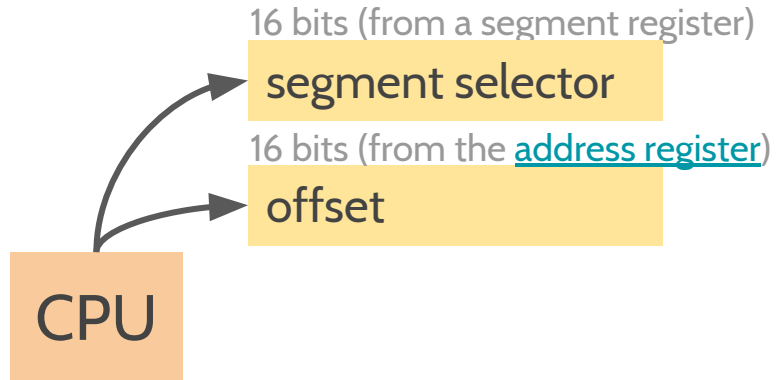 16 bits (from a segment register)
segment selector
16 bits (from the address register)
offset
CPU